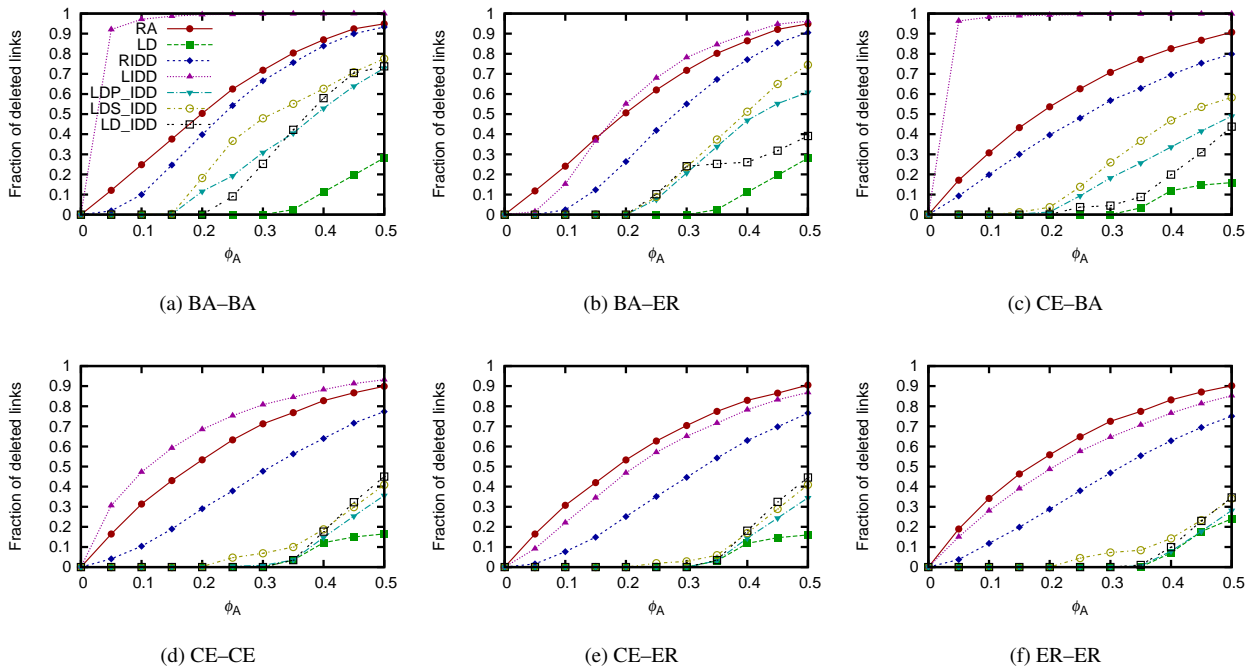 Fraction of deleted links
1
0.9
0.8
0.7
0.6
0.5
0.4
0.3
0.2
0.1
0
RA
LD
RIDD
LIDD
LDP_IDD
LDS_IDD
LD_IDD
0 0.1 0.2 0.3 0.4 0.5
ϕA
(a) BA–BA
Fraction of deleted links
1
0.9
0.8
0.7
0.6
0.5
0.4
0.3
0.2
0.1
0
0 0.1 0.2 0.3 0.4 0.5
ϕA
(b) BA–ER
Fraction of deleted links
1
0.9
0.8
0.7
0.6
0.5
0.4
0.3
0.2
0.1
0
0 0.1 0.2 0.3 0.4 0.5
ϕA
(c) CE–BA
Fraction of deleted links
1
0.9
0.8
0.7
0.6
0.5
0.4
0.3
0.2
0.1
0
0 0.1 0.2 0.3 0.4 0.5
ϕA
(d) CE–CE
Fraction of deleted links
1
0.9
0.8
0.7
0.6
0.5
0.4
0.3
0.2
0.1
0
0 0.1 0.2 0.3 0.4 0.5
ϕA
(e) CE–ER
Fraction of deleted links
1
0.9
0.8
0.7
0.6
0.5
0.4
0.3
0.2
0.1
0
0 0.1 0.2 0.3 0.4 0.5
ϕA
(f) ER–ER